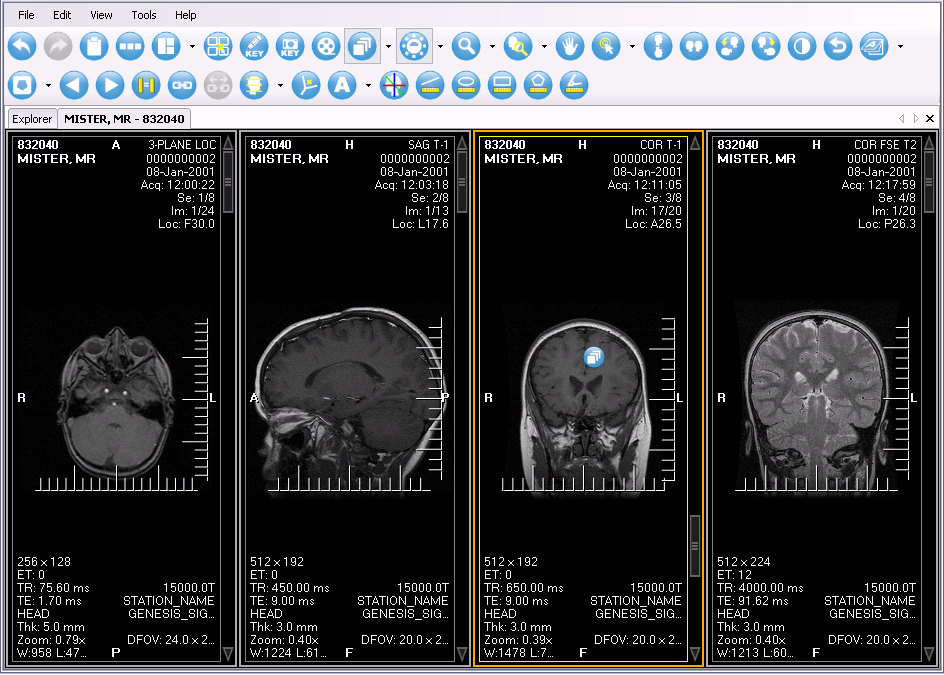 File Edit View Tools Help
KEY KEY
A
Explorer MISTER, MR - 832040
832040 A 3-PLANE LOC
MISTER, MR 0000000002
08-Jan-2001
Acq: 12:00:22
Se: 1/8
Im: 1/24
Loc: F30.0
R L
256 x 128
ET: 0
TR: 75.60 ms 15000.0T
TE: 1.70 ms STATION_NAME
HEAD GENESIS_SIG...
Thk: 5.0 mm
Zoom: 0.79x DFOV: 24.0 x 2...
W:958 L:47... P
832040 H SAG T-1
MISTER, MR 0000000002
08-Jan-2001
Acq: 12:03:18
Se: 2/8
Im: 1/13
Loc: L17.6
A P
512 x 192
ET: 0
TR: 450.00 ms 15000.0T
TE: 9.00 ms STATION_NAME
HEAD GENESIS_SIG...
Thk: 3.0 mm
Zoom: 0.40x DFOV: 20.0 x 2...
W:1224 L:61... F
832040 H COR T-1
MISTER, MR 0000000002
08-Jan-2001
Acq: 12:11:05
Se: 3/8
Im: 17/20
Loc: A26.5
R L
512 x 192
ET: 0
TR: 650.00 ms 15000.0T
TE: 9.00 ms STATION_NAME
HEAD GENESIS_SIG...
Thk: 3.0 mm
Zoom: 0.39x DFOV: 20.0 x 2...
W:1478 L:7... F
832040 H COR FSE T2
MISTER, MR 0000000002
08-Jan-2001
Acq: 12:17:59
Se: 4/8
Im: 1/20
Loc: P26.3
R L
512 x 224
ET: 12
TR: 4000.00 ms 15000.0T
TE: 91.62 ms STATION_NAME
HEAD GENESIS_SIG...
Thk: 3.0 mm
Zoom: 0.40x DFOV: 20.0 x 2...
W:1213 L:60... F